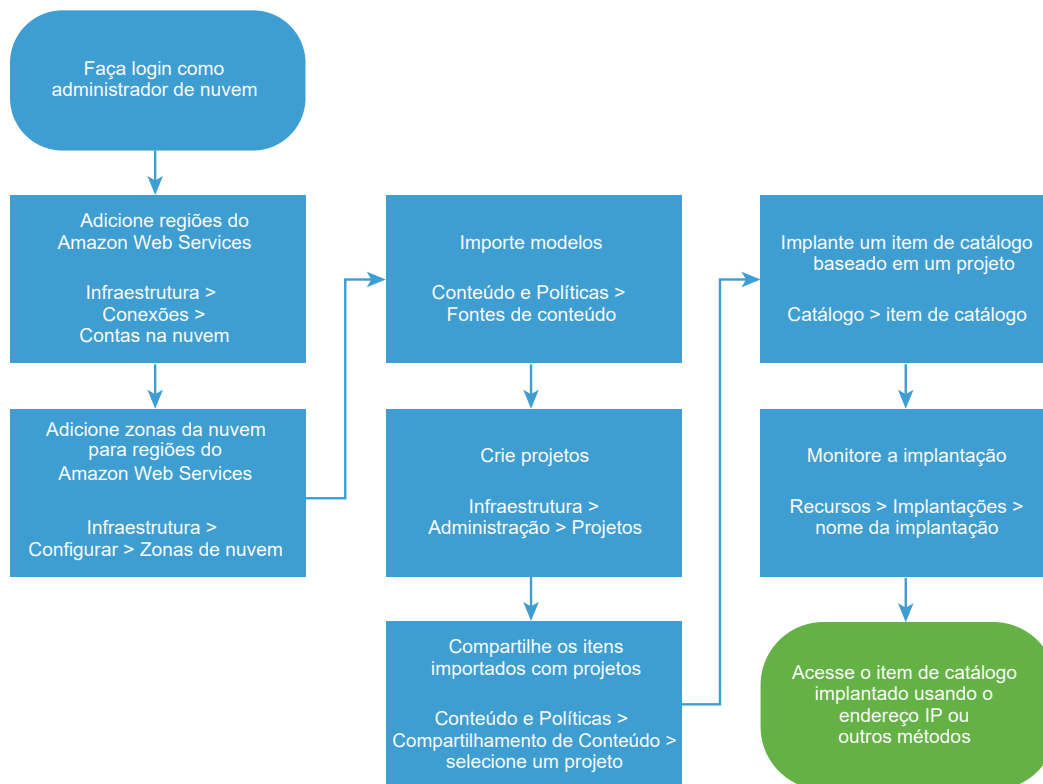 Faça login como
administrador de nuvem
Adicione regiões do
Amazon Web Services
Infraestrutura >
Conexões >
Contas na nuvem
Adicione zonas da nuvem
para regiões do
Amazon Web Services
Infraestrutura >
Configurar > Zonas de nuvem
Importe modelos
Conteúdo e Políticas >
Fontes de conteúdo
Crie projetos
Infraestrutura >
Administração > Projetos
Compartilhe os itens
importados com projetos
Conteúdo e Políticas >
Compartilhamento de Conteúdo >
selecione um projeto
Implante um item de catálogo
baseado em um projeto
Catálogo > item de catálogo
Monitore a implantação
Recursos > Implantações >
nome da implantação
Acesse o item de catálogo
implantado usando o
endereço IP ou
outros métodos